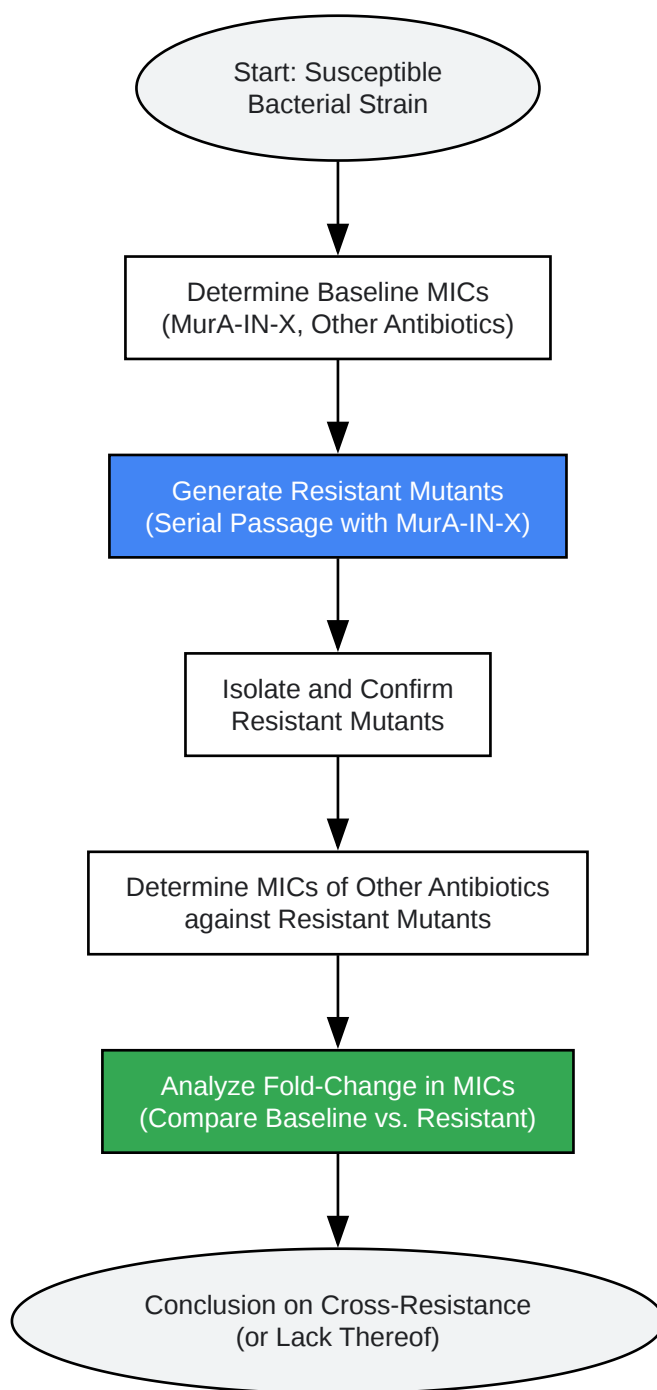 Start: Susceptible
Bacterial Strain
Determine Baseline MICs
(MurA-IN-X, Other Antibiotics)
Generate Resistant Mutants
(Serial Passage with MurA-IN-X)
Isolate and Confirm
Resistant Mutants
Determine MICs of Other Antibiotics
against Resistant Mutants
Analyze Fold-Change in MICs
(Compare Baseline vs. Resistant)
Conclusion on Cross-Resistance
(or Lack Thereof)